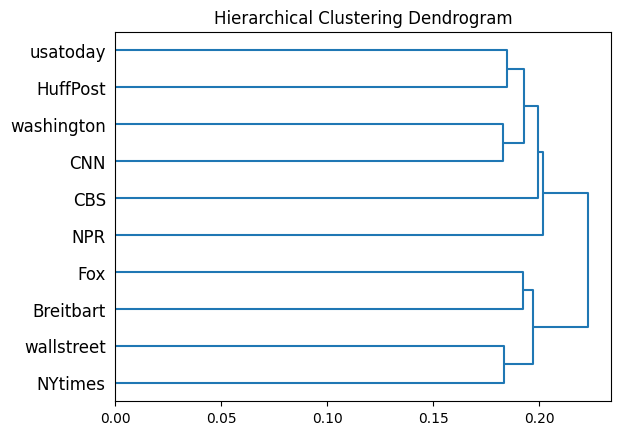 Hierarchical Clustering Dendrogram
usatoday
HuffPost
washington
CNN
CBS
NPR
Fox
Breitbart
wallstreet
NYtimes
0.00 0.05 0.10 0.15 0.20